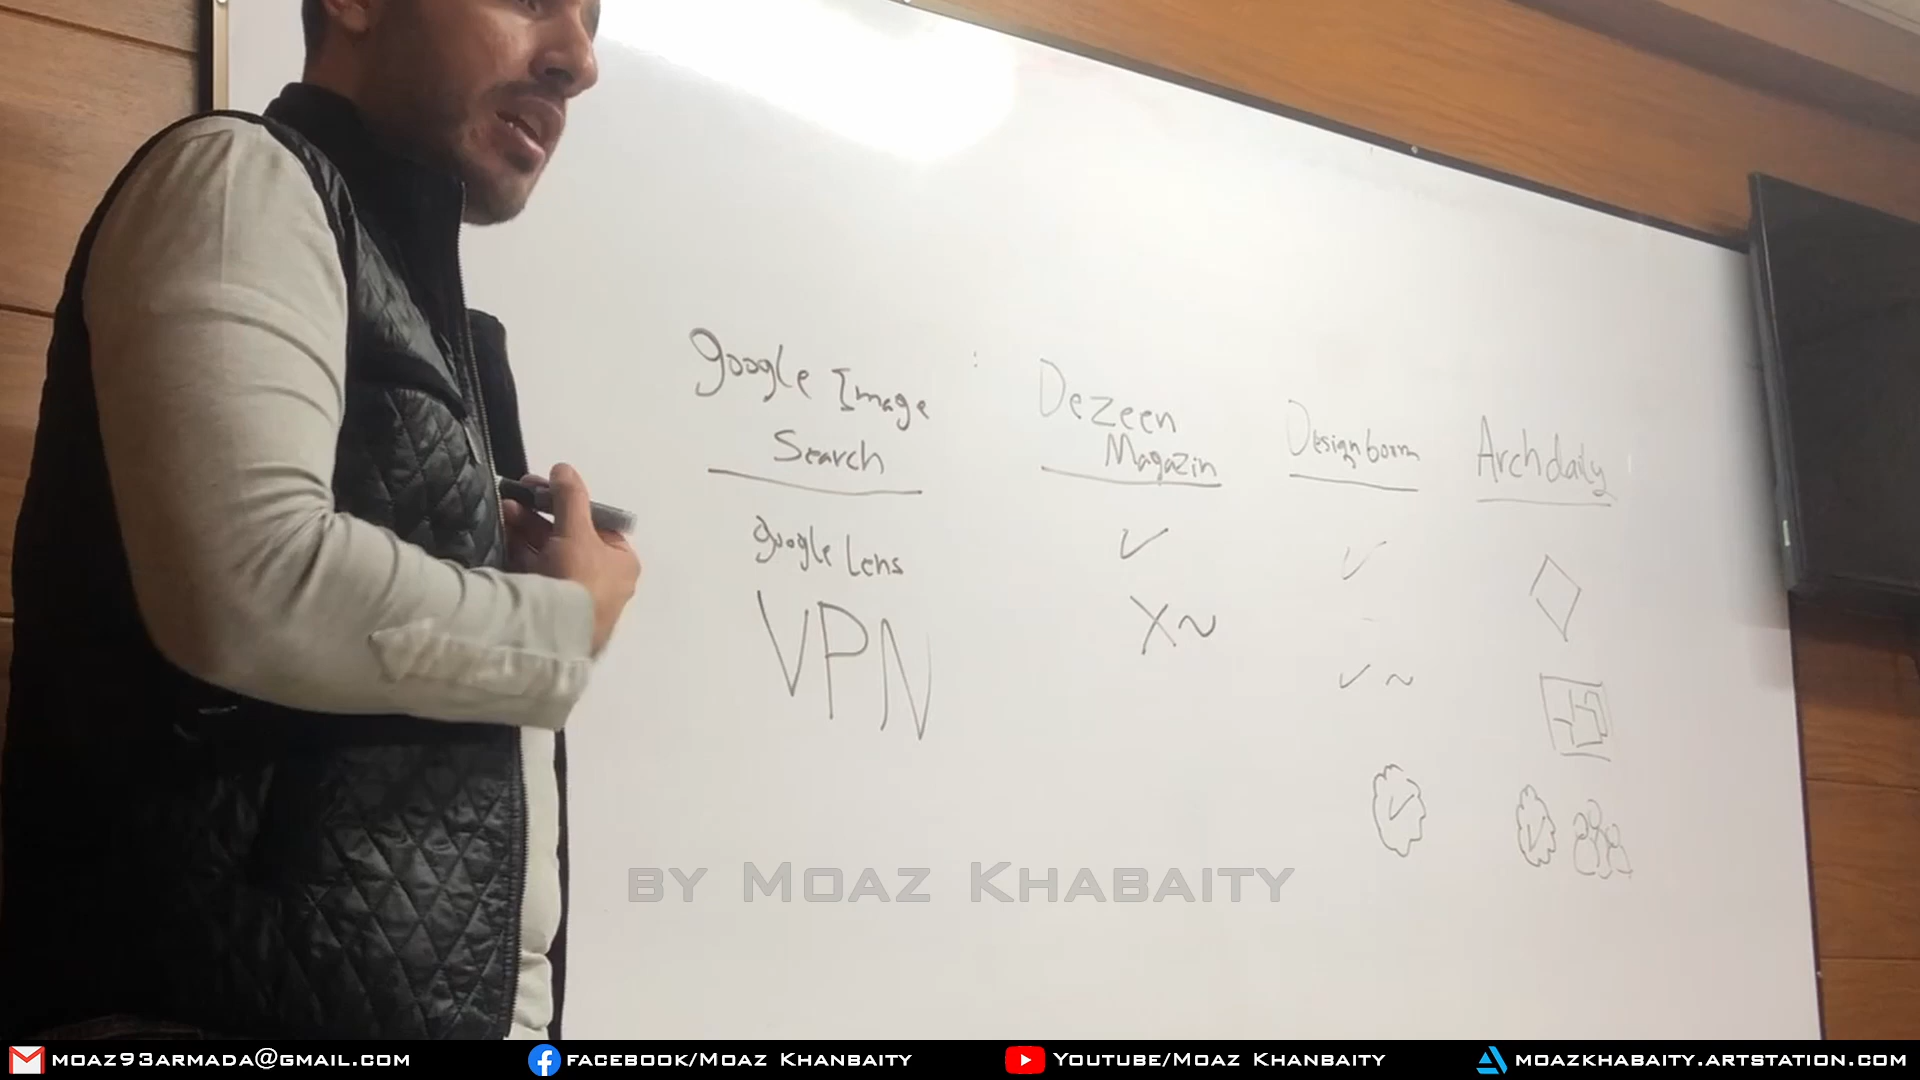 google Image
Search
google Lens
VPN
:
Dezeen
Magazin
✓
X~
Designboom
✓
✓ ~
Archdaily
BY MOAZ KHABAITY
MOAZ93ARMADA@GMAIL.COM
FACEBOOK/MOAZ KHANBAITY
YOUTUBE/MOAZ KHANBAITY
MOAZKHABAITY.ARTSTATION.COM